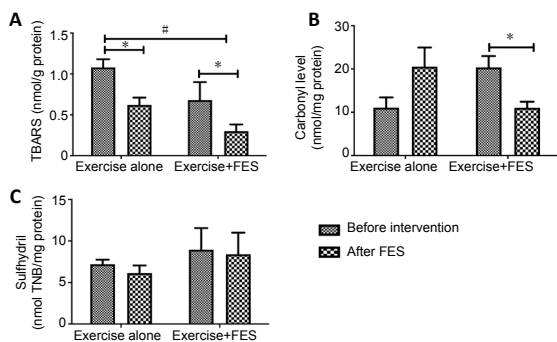 A
#
*
*
TBARS (nmol/g protein)
1.5
1.0
0.5
0
Exercise alone
Exercise+FES
B
*
Carbonyl level
(nmol/mg protein)
30
20
10
0
Exercise alone
Exercise+FES
C
Sulfhydril
(nmol TNB/mg protein)
15
10
5
0
Exercise alone
Exercise+FES
Before intervention
After FES